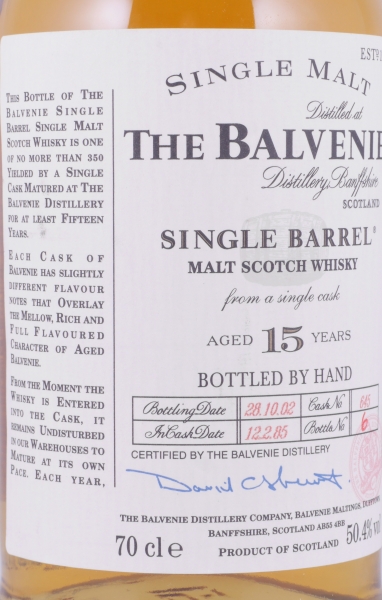 THIS BOTTLE OF THE
BALVENIE SINGLE
BARREL SINGLE MALT
SCOTCH WHISKY IS ONE
OF NO MORE THAN 350
YIELDED BY A SINGLE
CASK MATURED AT THE
BALVENIE DISTILLERY
FOR AT LEAST FIFTEEN
YEARS.
EACH CASK OF
BALVENIE HAS SLIGHTLY
DIFFERENT FLAVOUR
NOTES THAT OVERLAY
THE MELLOW, RICH AND
FULL FLAVOURED
CHARACTER OF AGED
BALVENIE.
FROM THE MOMENT THE
WHISKY IS ENTERED
INTO THE CASK, IT
REMAINS UNDISTURBED
IN OUR WAREHOUSES TO
MATURE AT ITS OWN
PACE. EACH YEAR,
ESTD
SINGLE MALT
Distilled at
THE BALVENIE
Distillery, Banffshire
SCOTLAND
SINGLE BARREL®
MALT SCOTCH WHISKY
from a single cask
AGED 15 YEARS
BOTTLED BY HAND
Bottling Date 28.10.02 Cask No 645
In Cask Date 12.2.85 Bottle No 6
CERTIFIED BY THE BALVENIE DISTILLERY
THE BALVENIE DISTILLERY COMPANY, BALVENIE MALTINGS,
BANFFSHIRE, SCOTLAND AB55 4BB
70 cl e PRODUCT OF SCOTLAND 50.4% vol